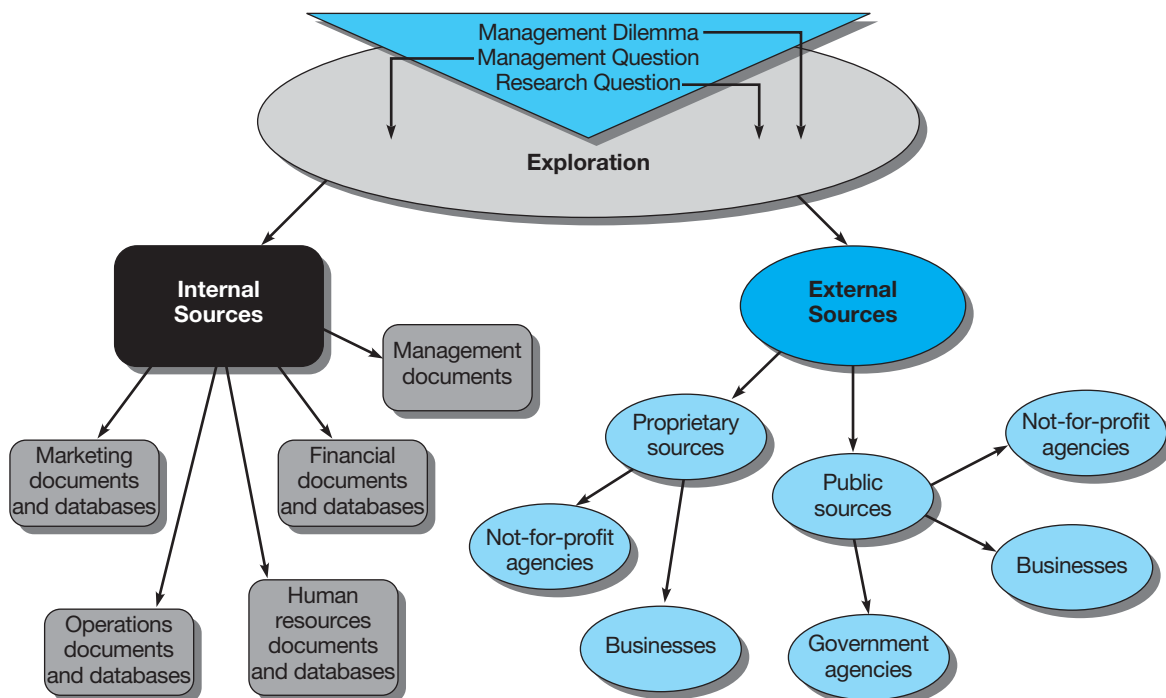 Management Dilemma
Management Question
Research Question
Exploration
Internal
Sources
External
Sources
Management
documents
Marketing
documents
and databases
Financial
documents
and databases
Operations
documents
and databases
Human
resources
documents
and databases
Proprietary
sources
Not-for-profit
agencies
Businesses
Public
sources
Not-for-profit
agencies
Businesses
Government
agencies